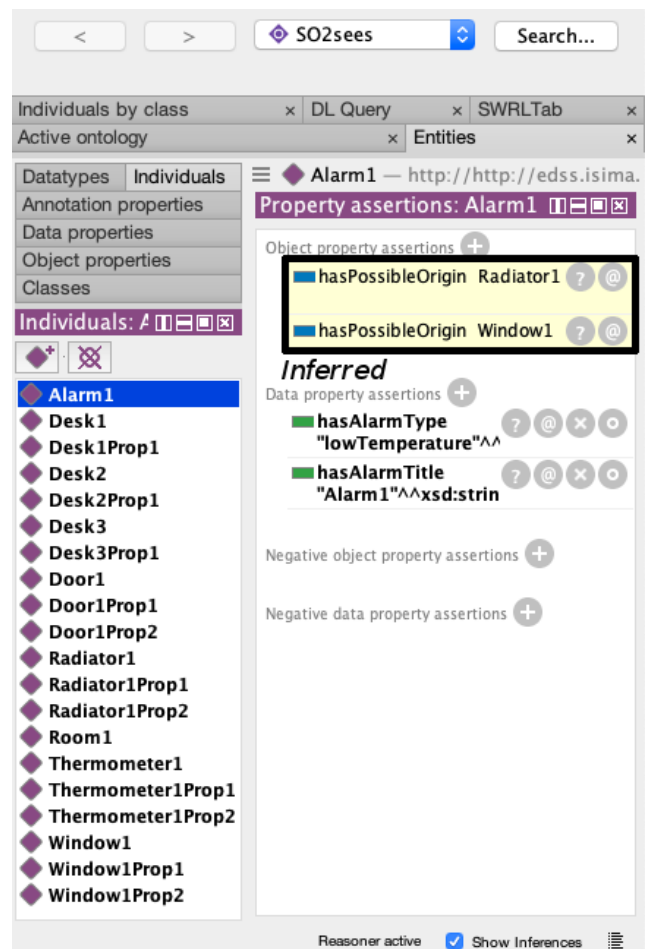 < > SO2sees Search...
Individuals by class × DL Query × SWRLTab ×
Active ontology × Entities ×
Datatypes Individuals
Annotation properties
Data properties
Object properties
Classes
Individuals: A
Alarm1
Desk1
Desk1Prop1
Desk2
Desk2Prop1
Desk3
Desk3Prop1
Door1
Door1Prop1
Door1Prop2
Radiator1
Radiator1Prop1
Radiator1Prop2
Room1
Thermometer1
Thermometer1Prop1
Thermometer1Prop2
Window1
Window1Prop1
Window1Prop2
Alarm1 — http://http://edss.isima.
Property assertions: Alarm1
Object property assertions +
hasPossibleOrigin Radiator1 ? @
hasPossibleOrigin Window1 ? @
Inferred
Data property assertions +
hasAlarmType ? @ × o
"lowTemperature"^^
hasAlarmTitle ? @ × o
"Alarm1"^^xsd:strin
Negative object property assertions +
Negative data property assertions +
Reasoner active Show Inferences